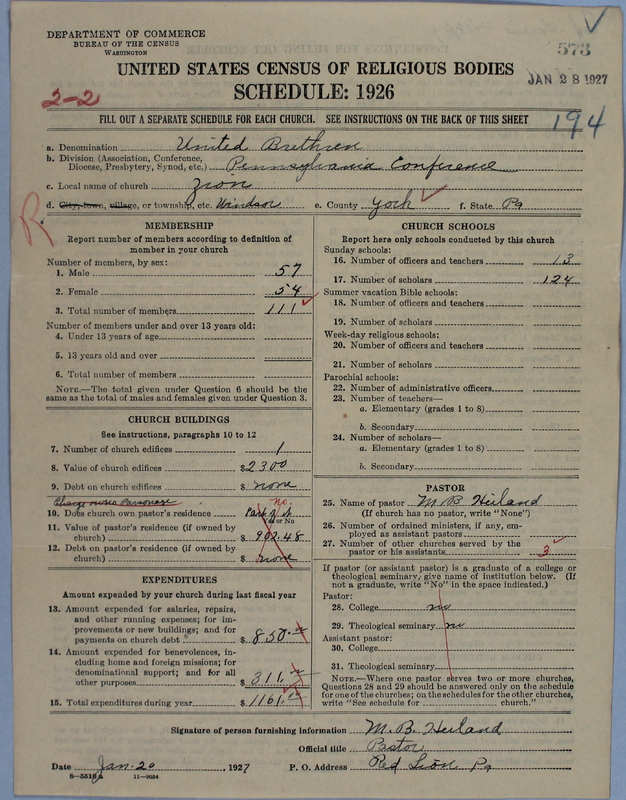 DEPARTMENT OF COMMERCE
BUREAU OF THE CENSUS
WASHINGTON
573
JAN 28 1927
UNITED STATES CENSUS OF RELIGIOUS BODIES
SCHEDULE: 1926
2-2
FILL OUT A SEPARATE SCHEDULE FOR EACH CHURCH. SEE INSTRUCTIONS ON THE BACK OF THIS SHEET
194
a. Denomination United Brethren
b. Division (Association, Conference,
Diocese, Presbytery, Synod, etc.) Pennsylvania Conference
c. Local name of church Zion
d. City, town, village, or township, etc. Windsor e. County York f. State Pa
R
MEMBERSHIP
Report number of members according to definition of
member in your church
Number of members, by sex:
1. Male 57
2. Female 54
3. Total number of members 111
Number of members under and over 13 years old:
4. Under 13 years of age
5. 13 years old and over
6. Total number of members
NOTE.—The total given under Question 6 should be the
same as the total of males and females given under Question 3.
CHURCH BUILDINGS
See instructions, paragraphs 10 to 12
7. Number of church edifices 1
8. Value of church edifices $2300
9. Debt on church edifices $ none
Charge owns Parsonage
no.
10. Does church own pastor's residence Part of it
Yes or No
11. Value of pastor's residence (if owned by
church) $ 902.48
12. Debt on pastor's residence (if owned by
church) $ none
EXPENDITURES
Amount expended by your church during last fiscal year
13. Amount expended for salaries, repairs,
and other running expenses; for im-
provements or new buildings; and for
payments on church debt $ 850.
14. Amount expended for benevolences, in-
cluding home and foreign missions; for
denominational support; and for all
other purposes $ 311.
15. Total expenditures during year $ 1161.
CHURCH SCHOOLS
Report here only schools conducted by this church
Sunday schools:
16. Number of officers and teachers 13
17. Number of scholars 124
Summer vacation Bible schools:
18. Number of officers and teachers
19. Number of scholars
Week-day religious schools:
20. Number of officers and teachers
21. Number of scholars
Parochial schools:
22. Number of administrative officers
23. Number of teachers—
a. Elementary (grades 1 to 8)
b. Secondary
24. Number of scholars—
a. Elementary (grades 1 to 8)
b. Secondary
PASTOR
25. Name of pastor M. B. Heiland
(If church has no pastor, write "None")
26. Number of ordained ministers, if any, em-
ployed as assistant pastors
27. Number of other churches served by the
pastor or his assistants 3
If pastor (or assistant pastor) is a graduate of a college or
theological seminary, give name of institution below. (If
not a graduate, write "No" in the space indicated.)
Pastor:
28. College no
29. Theological seminary no
Assistant pastor:
30. College
31. Theological seminary
NOTE.—Where one pastor serves two or more churches,
Questions 28 and 29 should be answered only on the schedule
for one of the churches; on the schedules for the other churches,
write "See schedule for church."
Signature of person furnishing information M. B. Heiland
Official title Pastor
Date Jan. 20, 1927 P. O. Address Red Lion Pa
8—5518a 11—9034